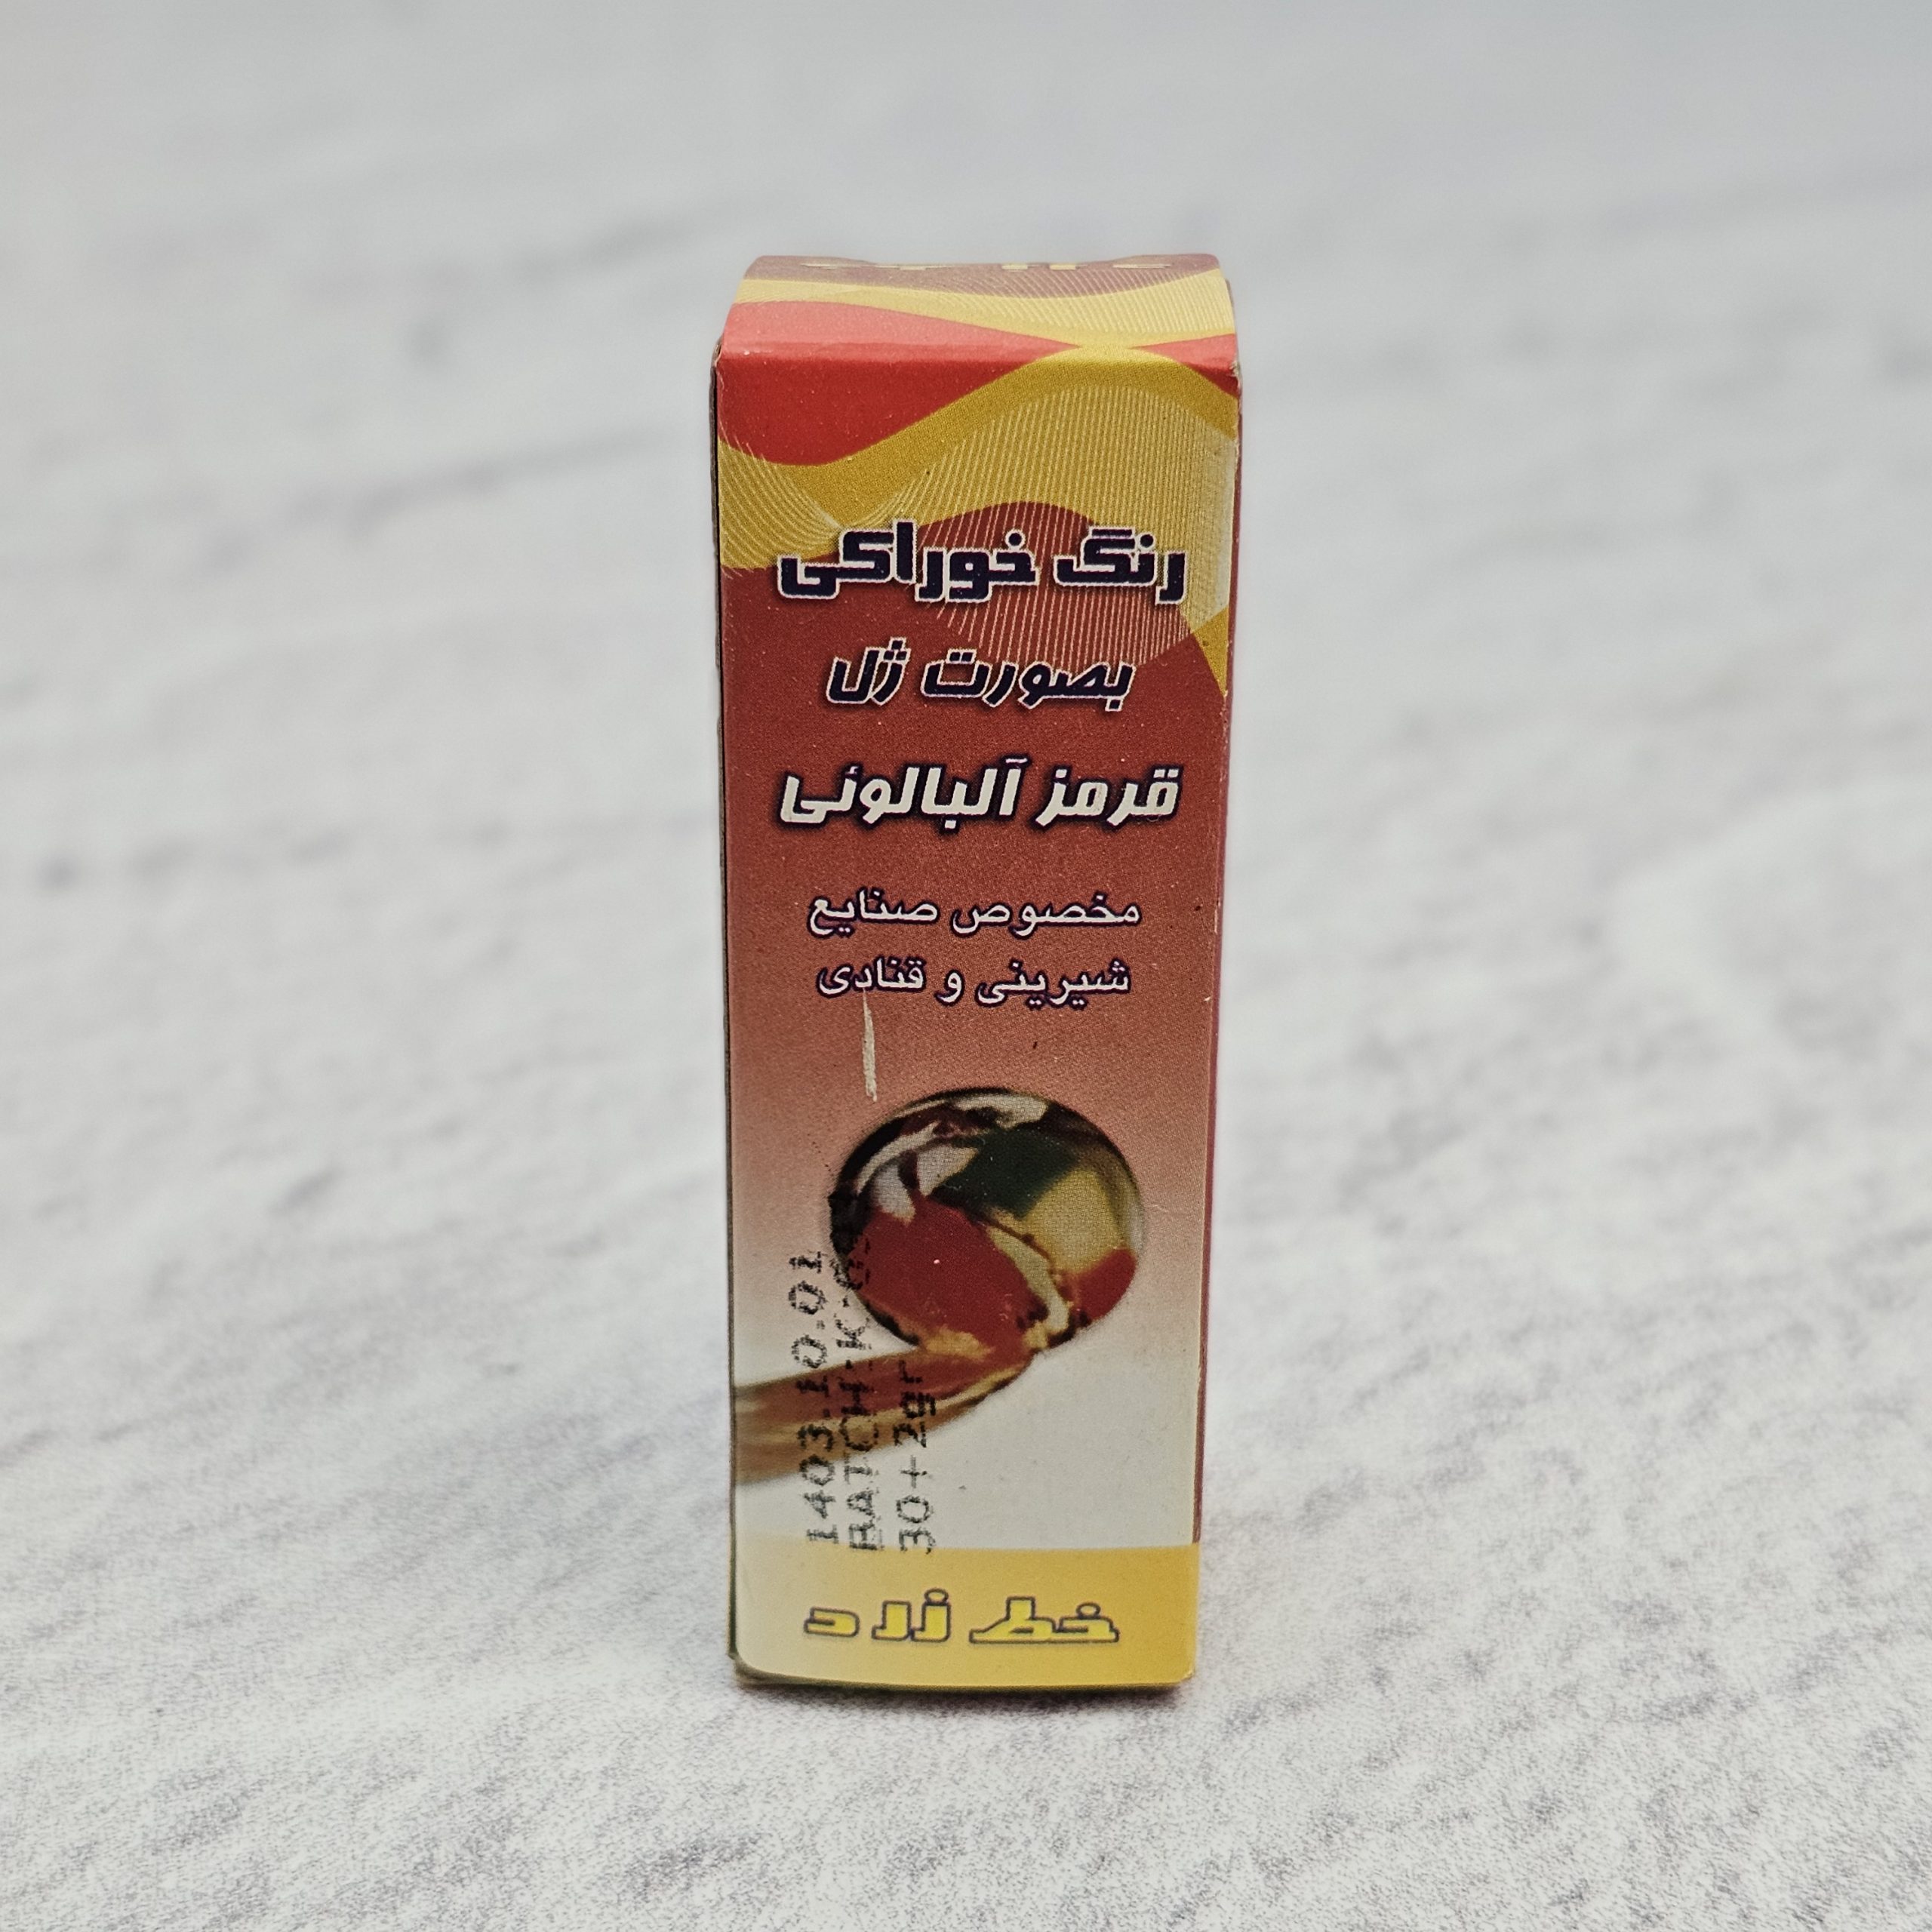 رنگ خوراکی
بصورت ژل
قرمز آلبالوئی
مخصوص صنایع
شیرینی و قنادی
1403-10-01
BATCH:K-
30+2gr
خط زرد